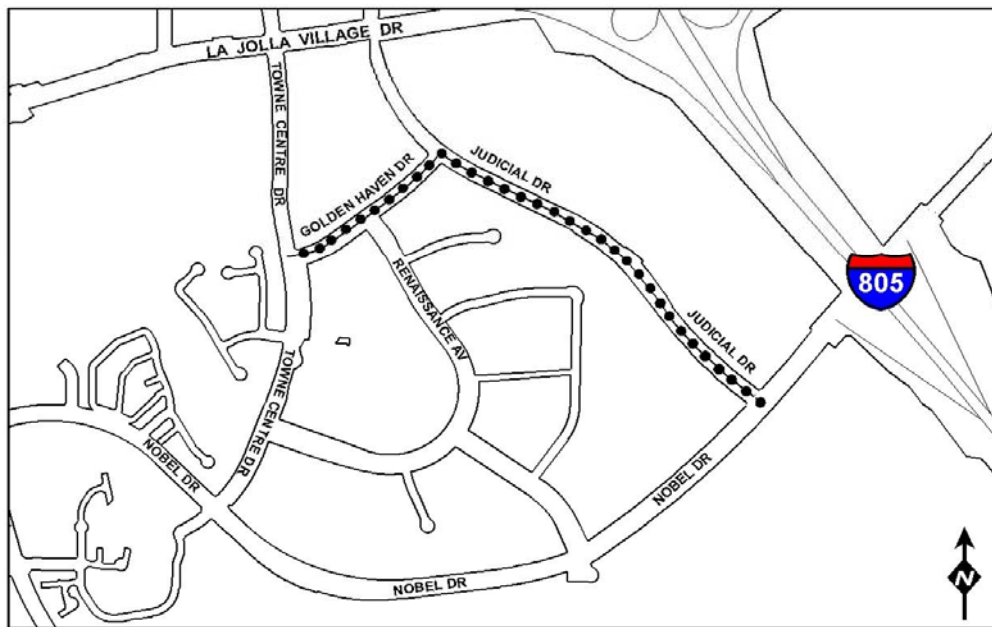 LA JOLLA VILLAGE DR
TOWNE CENTRE DR
GOLDEN HAVEN DR
JUDICIAL DR
RENAISSANCE AV
805
JUDICIAL DR
TOWNE CENTRE DR
NOBEL DR
NOBEL DR
NOBEL DR
N